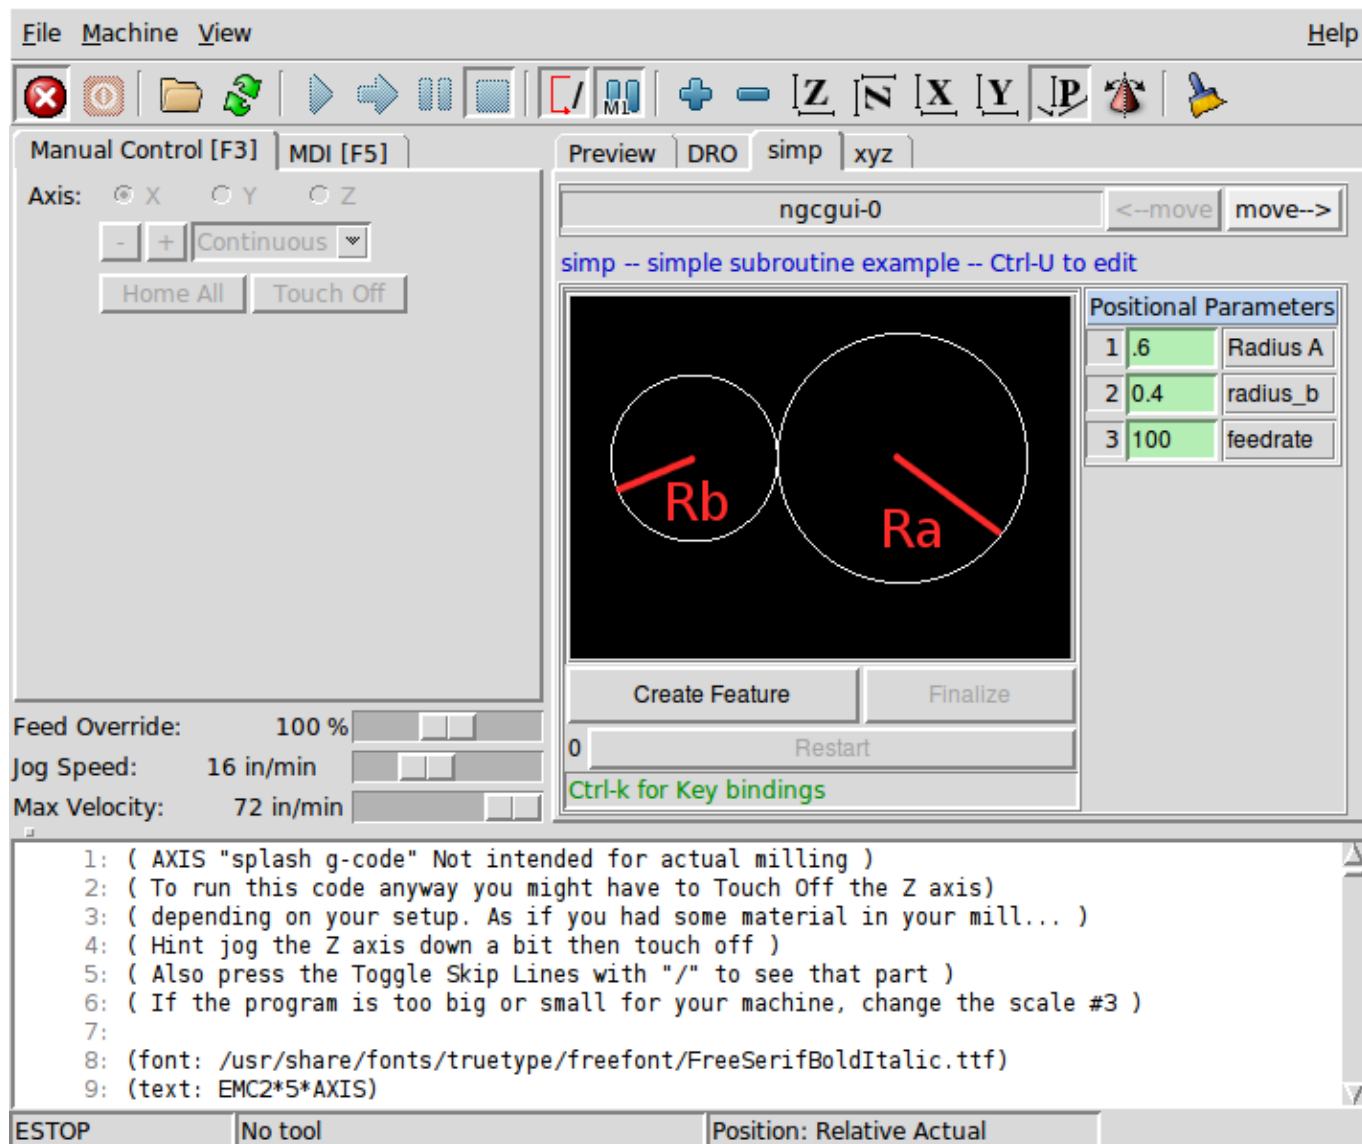 File Machine View Help
M1 Z N X Y P
Manual Control [F3] MDI [F5]
Preview DRO simp xyz
Axis: X Y Z
- + Continuous
Home All Touch Off
ngcgui-0 <--move move-->
simp -- simple subroutine example -- Ctrl-U to edit
Rb Ra
Positional Parameters
1 .6 Radius A
2 0.4 radius_b
3 100 feedrate
Create Feature Finalize
0 Restart
Ctrl-k for Key bindings
Feed Override: 100 %
Jog Speed: 16 in/min
Max Velocity: 72 in/min
1: ( AXIS "splash g-code" Not intended for actual milling )
2: ( To run this code anyway you might have to Touch Off the Z axis)
3: ( depending on your setup. As if you had some material in your mill... )
4: ( Hint jog the Z axis down a bit then touch off )
5: ( Also press the Toggle Skip Lines with "/" to see that part )
6: ( If the program is too big or small for your machine, change the scale #3 )
7:
8: (font: /usr/share/fonts/truetype/freefont/FreeSerifBoldItalic.ttf)
9: (text: EMC2*5*AXIS)
ESTOP No tool Position: Relative Actual